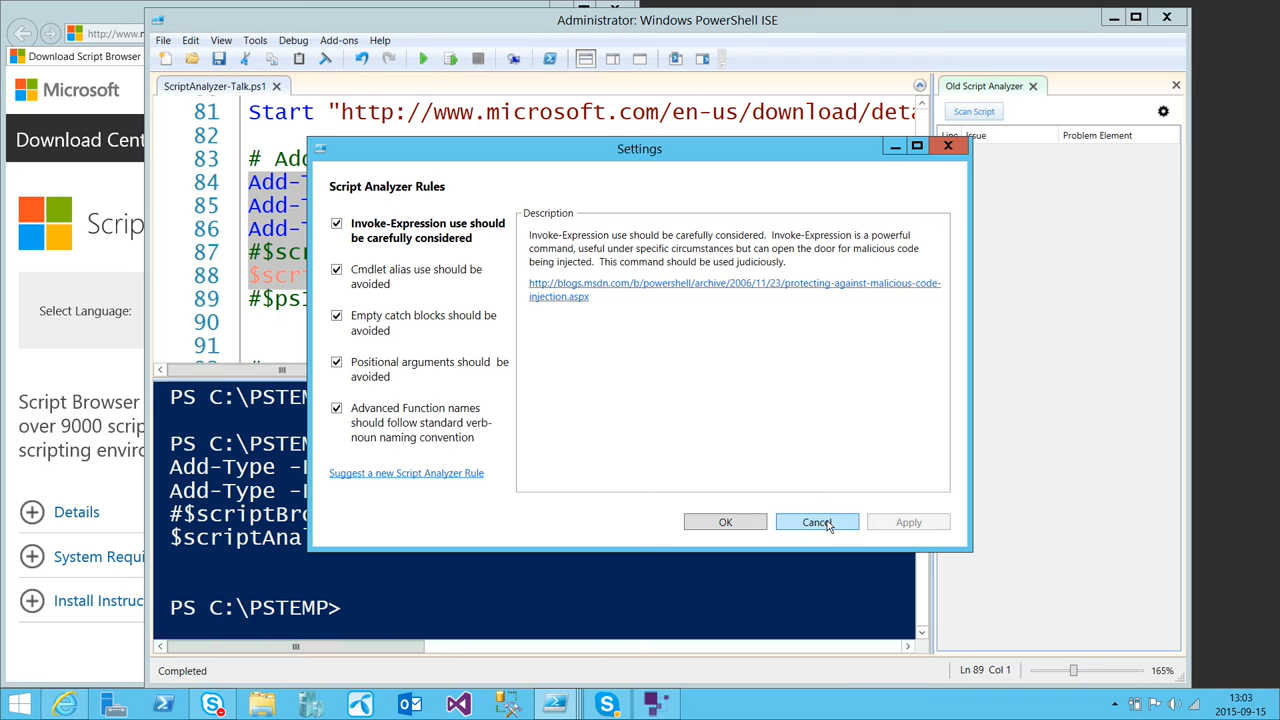 Administrator: Windows PowerShell ISE
http://www.m
Download Script Browser
Microsoft
Download Cent
Select Language:
Script Browser
over 9000 scrip
scripting enviro
Details
System Requi
Install Instruc
File Edit View Tools Debug Add-ons Help
ScriptAnalyzer-Talk.ps1
81 Start "http://www.microsoft.com/en-us/download/deta
82
83 # Add
84 Add-T
85 Add-T
86 Add-T
87 #$scr
88 $scri
89 #$psI
90
91
Old Script Analyzer
Scan Script
Line Issue Problem Element
Settings
Script Analyzer Rules
Invoke-Expression use should
be carefully considered
Cmdlet alias use should be
avoided
Empty catch blocks should be
avoided
Positional arguments should be
avoided
Advanced Function names
should follow standard verb-
noun naming convention
Suggest a new Script Analyzer Rule
Description
Invoke-Expression use should be carefully considered. Invoke-Expression is a powerful
command, useful under specific circumstances but can open the door for malicious code
being injected. This command should be used judiciously.
http://blogs.msdn.com/b/powershell/archive/2006/11/23/protecting-against-malicious-code-
injection.aspx
OK Cancel Apply
PS C:\PSTEM
PS C:\PSTEM
Add-Type -
Add-Type -
#$scriptBr
$scriptAna
PS C:\PSTEMP>
Completed
Ln 89 Col 1
165%
13:03
2015-09-15